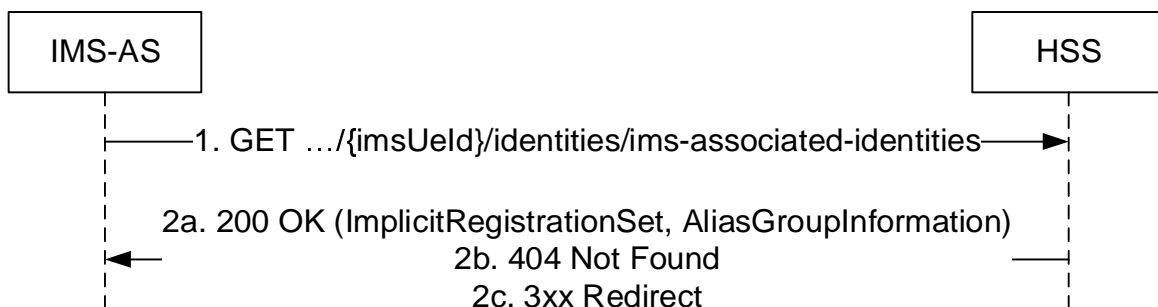 IMS-AS
HSS
1. GET …/{imsUeId}/identities/ims-associated-identities
2a. 200 OK (ImplicitRegistrationSet, AliasGroupInformation)
2b. 404 Not Found
2c. 3xx Redirect